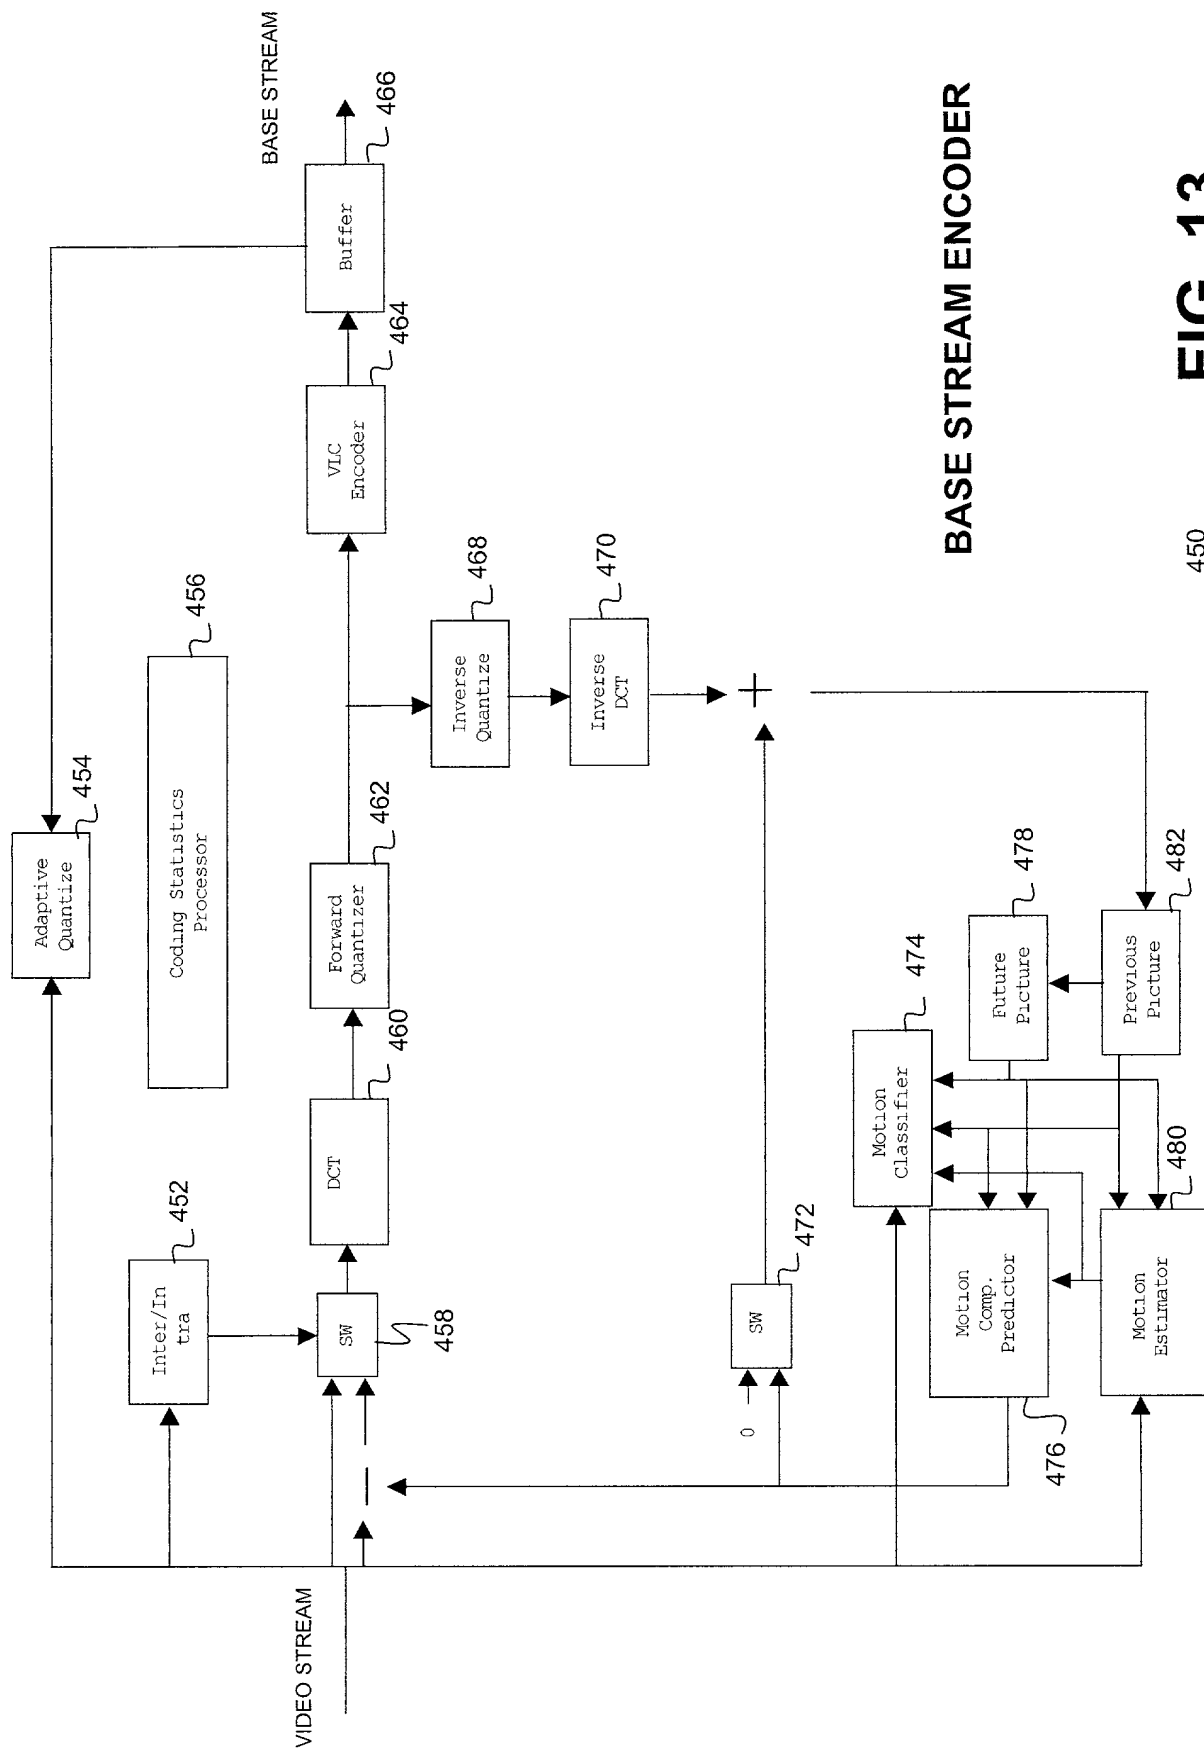 BASE STREAM
466
Buffer
464
VLC
Encoder
456
Coding Statistics
Processor
454
Adaptive
Quantize
468
Inverse
Quantize
470
Inverse
DCT
+
462
Forward
Quantizer
460
DCT
452
Inter/In
tra
SW
458
VIDEO STREAM
472
SW
0
474
Motion
Classifier
478
Future
Picture
482
Previous
Picture
480
Motion
Estimator
Motion
Comp.
Predictor
476
BASE STREAM ENCODER
FIG 13
450